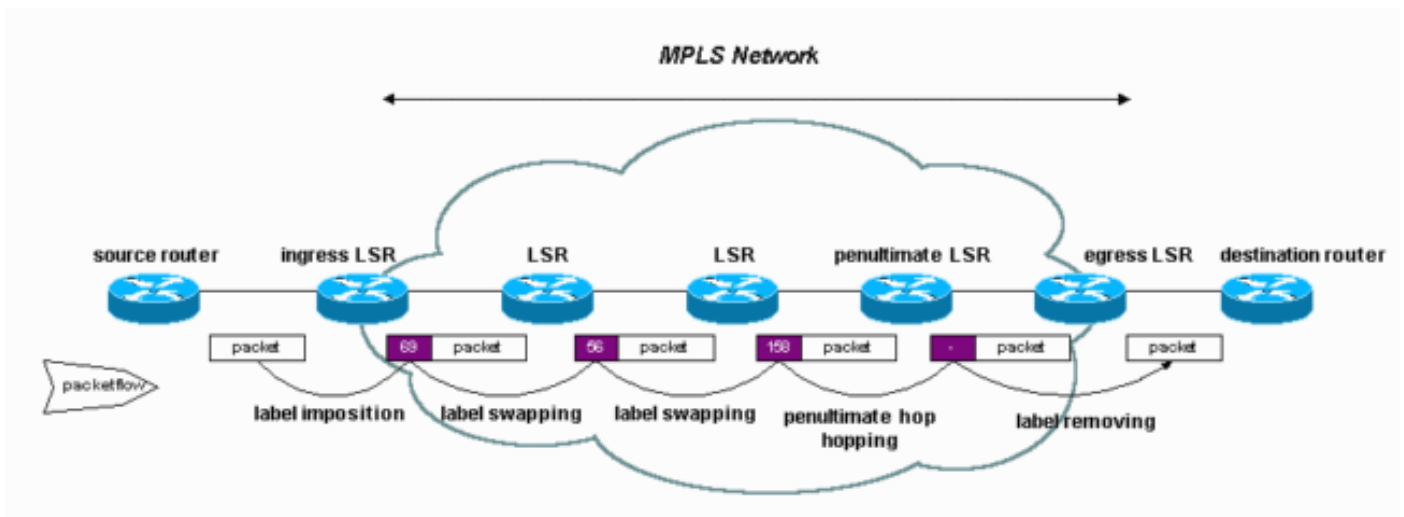 MPLS Network
source router
ingress LSR
LSR
LSR
penultimate LSR
egress LSR
destination router
packet
69 packet
56 packet
158 packet
- packet
packet
packetflow
label imposition
label swapping
label swapping
penultimate hop
hopping
label removing